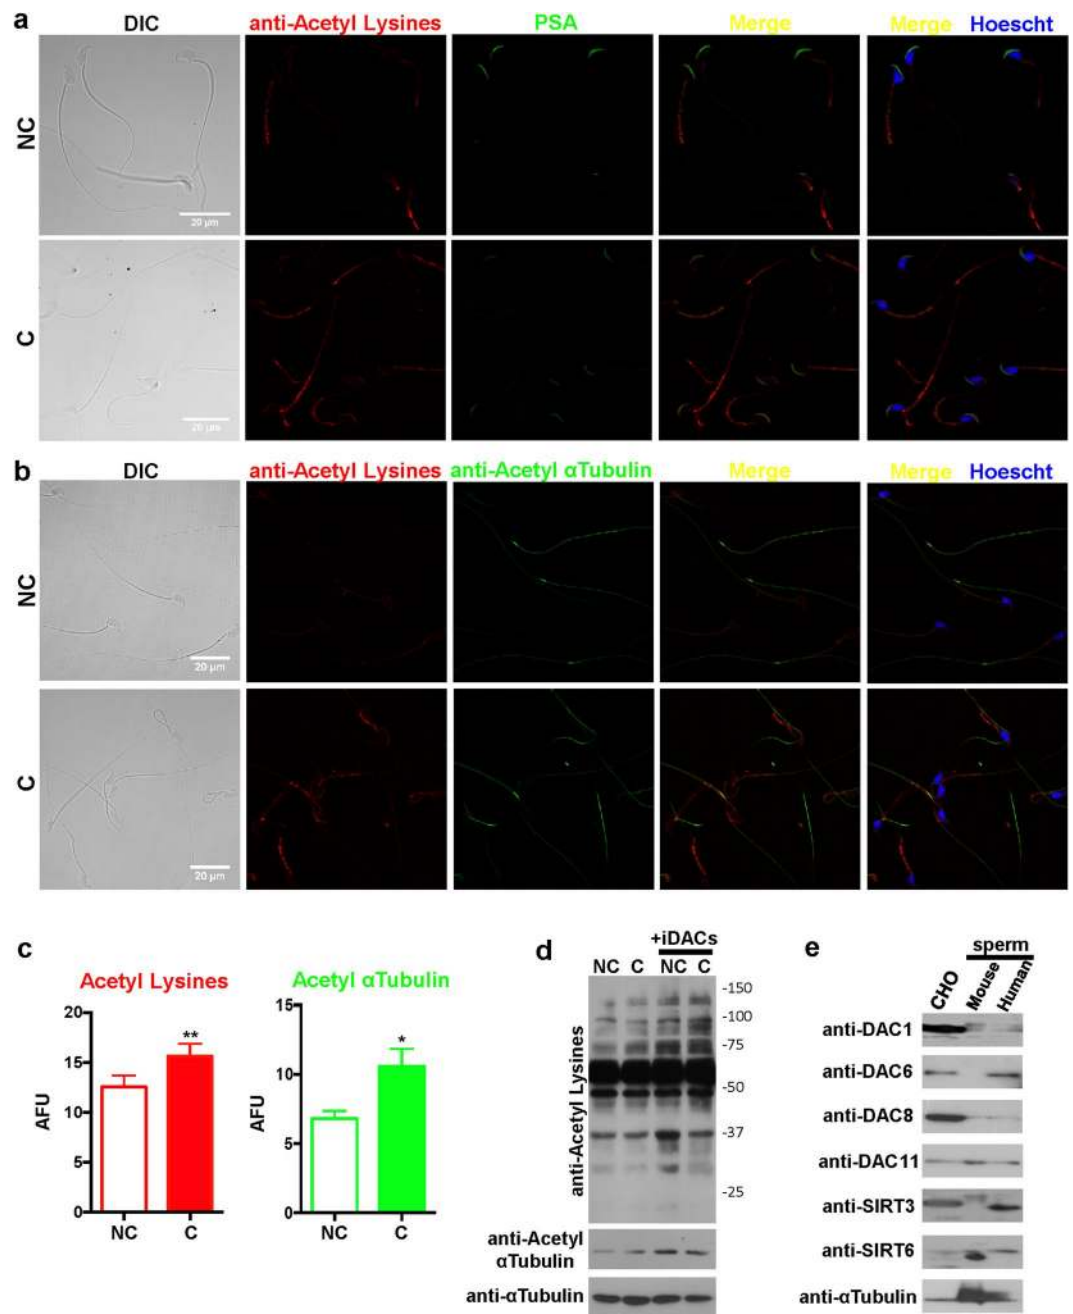 a
DIC anti-Acetyl Lysines PSA Merge Merge Hoescht
NC
20 µm
C
20 µm
b
DIC anti-Acetyl Lysines anti-Acetyl αTubulin Merge Merge Hoescht
NC
20 µm
C
20 µm
c
Acetyl Lysines
AFU
20
15
10
5
0
NC C
Acetyl αTubulin
AFU
15
10
5
0
NC C
**
*
d
+iDACs
NC C NC C
anti-Acetyl Lysines
-150
-100
-75
-50
-37
-25
anti-Acetyl
αTubulin
anti-αTubulin
e
sperm
CHO Mouse Human
anti-DAC1
anti-DAC6
anti-DAC8
anti-DAC11
anti-SIRT3
anti-SIRT6
anti-αTubulin